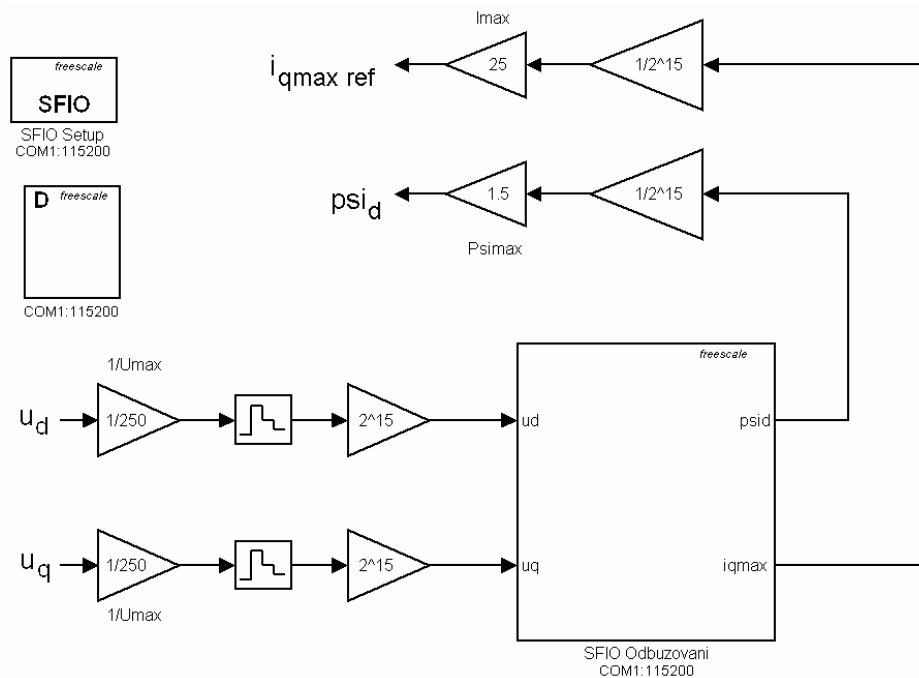 Imax
i qmax ref
25
1/2^15
freescale
SFIO
SFIO Setup
COM1:115200
psi d
1.5
1/2^15
Psimax
D freescale
COM1:115200
1/Umax
u d
1/250
2^15
freescale
ud
psid
u q
1/250
2^15
uq
iqmax
1/Umax
SFIO Odbuzovani
COM1:115200